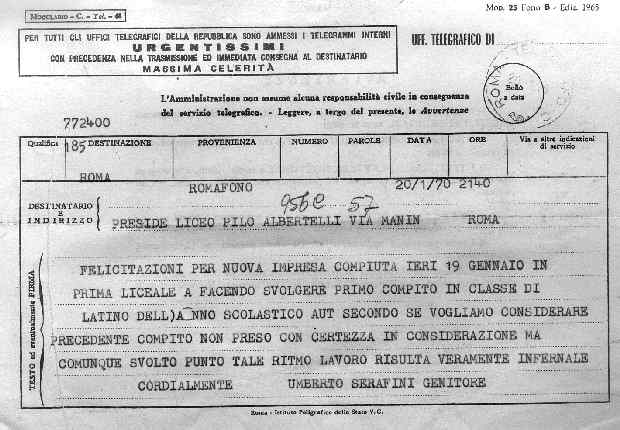 MODULARIO - C. - Tel. - 44
Mod. 25 Form B - Ediz. 1965
PER TUTTI GLI UFFICI TELEGRAFICI DELLA REPUBBLICA SONO AMMESSI I TELEGRAMMI INTERNI
URGENTISSIMI
CON PRECEDENZA NELLA TRASMISSIONE ED IMMEDIATA CONSEGNA AL DESTINATARIO
MASSIMA CELERITÀ
UFF. TELEGRAFICO DI
ROMA
Bollo
a data
L'Amministrazione non assume alcuna responsabilità civile in conseguenza
del servizio telegrafico. - Leggere, a tergo del presente, le Avvertenze
772400
Qualifica DESTINAZIONE PROVENIENZA NUMERO PAROLE DATA ORE Via e altre indicazioni
di servizio
185
ROMA
ROMAFONO 956e 57 20/1/70 2140
DESTINATARIO
E
INDIRIZZO
PRESIDE LICEO PILO ALBERTELLI VIA MANIN ROMA
TESTO ed eventualmente FIRMA
FELICITAZIONI PER NUOVA IMPRESA COMPIUTA IERI 19 GENNAIO IN
PRIMA LICEALE A FACENDO SVOLGERE PRIMO COMPITO IN CLASSE DI
LATINO DELL)ANNO SCOLASTICO AUT SECONDO SE VOGLIAMO CONSIDERARE
PRECEDENTE COMPITO NON PRESO CON CERTEZZA IN CONSIDERAZIONE MA
COMUNQUE SVOLTO PUNTO TALE RITMO LAVORO RISULTA VERAMENTE INFERNALE
CORDIALMENTE UMBERTO SERAFINI GENITORE
Roma - Istituto Poligrafico dello Stato V.C.